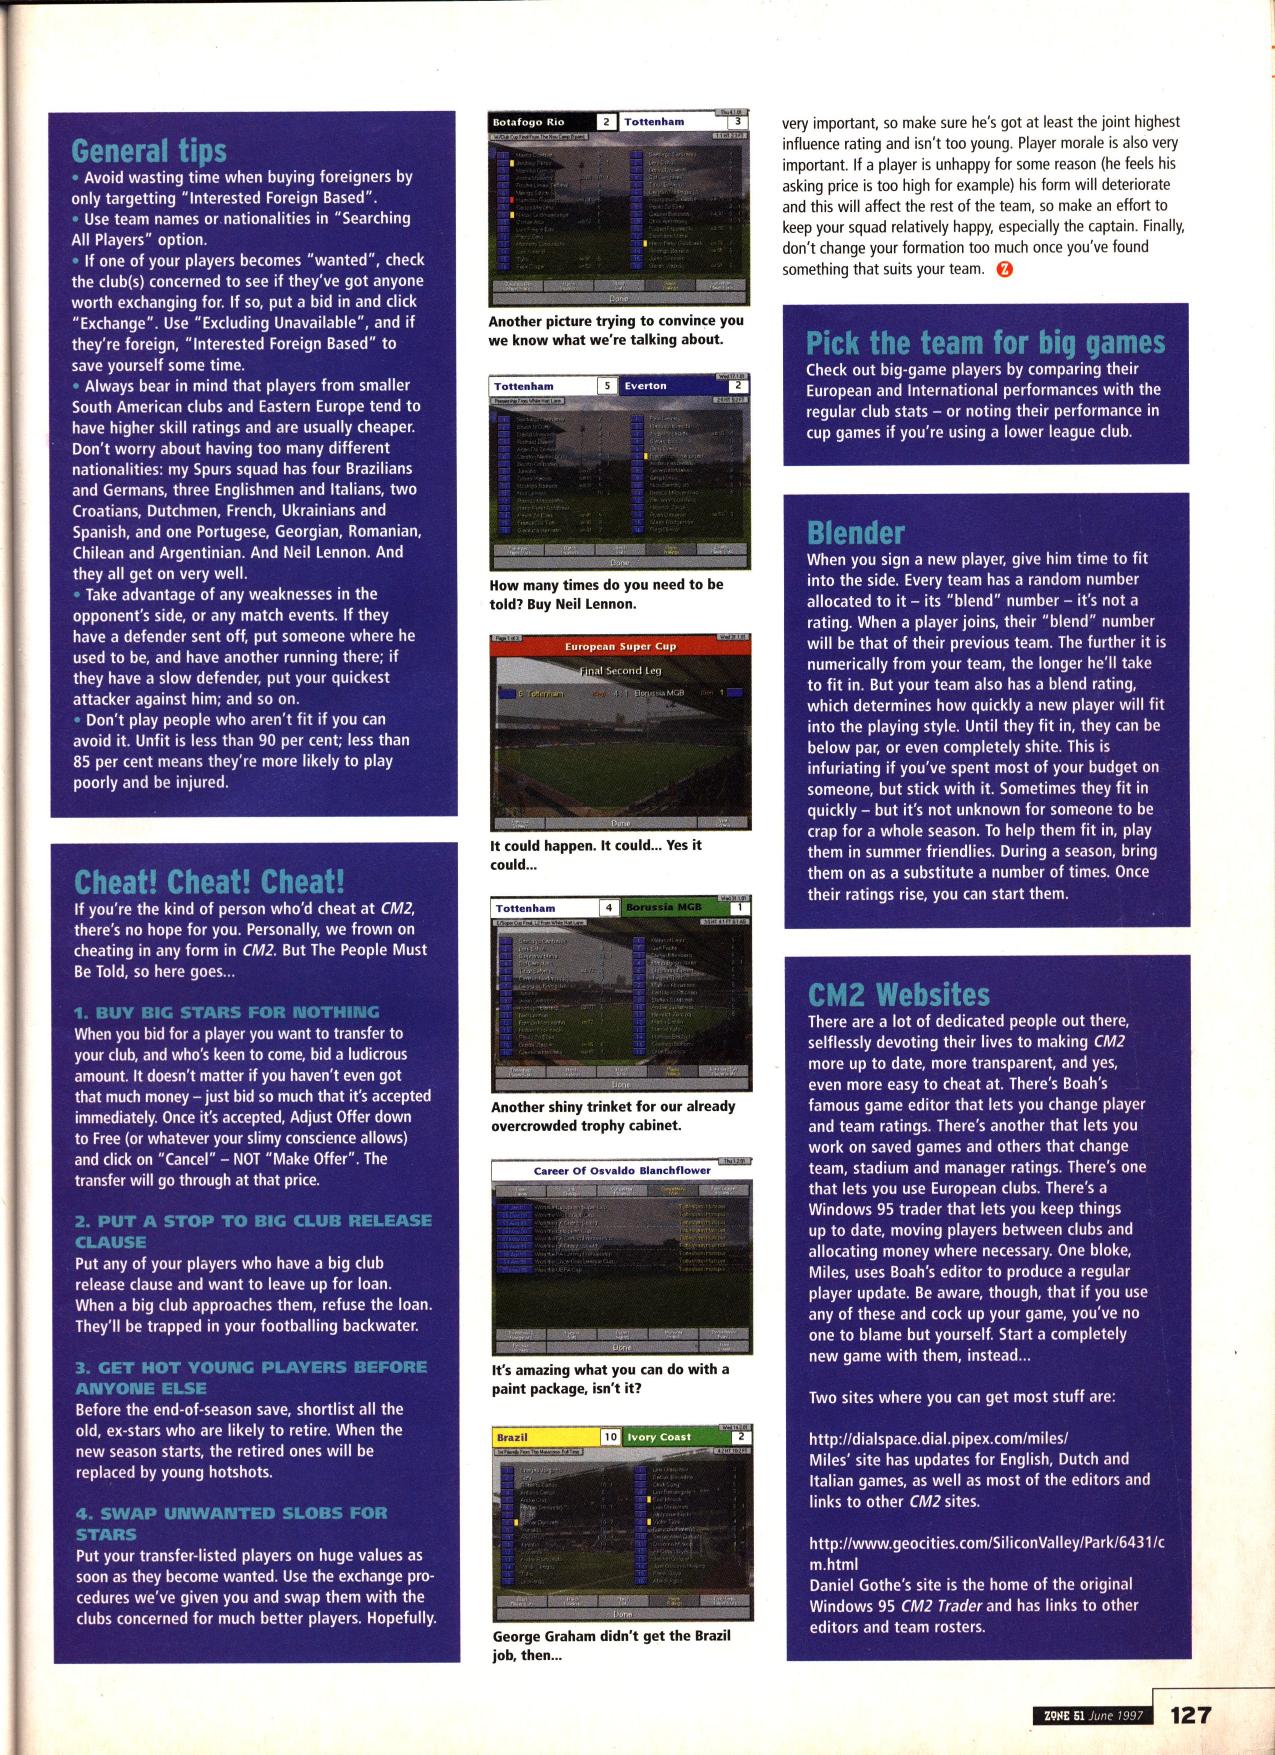 General tips
• Avoid wasting time when buying foreigners by
only targetting "Interested Foreign Based".
• Use team names or nationalities in "Searching
All Players" option.
• If one of your players becomes "wanted", check
the club(s) concerned to see if they've got anyone
worth exchanging for. If so, put a bid in and click
"Exchange". Use "Excluding Unavailable", and if
they're foreign, "Interested Foreign Based" to
save yourself some time.
• Always bear in mind that players from smaller
South American clubs and Eastern Europe tend to
have higher skill ratings and are usually cheaper.
Don't worry about having too many different
nationalities: my Spurs squad has four Brazilians
and Germans, three Englishmen and Italians, two
Croatians, Dutchmen, French, Ukrainians and
Spanish, and one Portugese, Georgian, Romanian,
Chilean and Argentinian. And Neil Lennon. And
they all get on very well.
• Take advantage of any weaknesses in the
opponent's side, or any match events. If they
have a defender sent off, put someone where he
used to be, and have another running there; if
they have a slow defender, put your quickest
attacker against him; and so on.
• Don't play people who aren't fit if you can
avoid it. Unfit is less than 90 per cent; less than
85 per cent means they're more likely to play
poorly and be injured.
Cheat! Cheat! Cheat!
If you're the kind of person who'd cheat at CM2,
there's no hope for you. Personally, we frown on
cheating in any form in CM2. But The People Must
Be Told, so here goes...
1. BUY BIG STARS FOR NOTHING
When you bid for a player you want to transfer to
your club, and who's keen to come, bid a ludicrous
amount. It doesn't matter if you haven't even got
that much money – just bid so much that it's accepted
immediately. Once it's accepted, Adjust Offer down
to Free (or whatever your slimy conscience allows)
and click on "Cancel" – NOT "Make Offer". The
transfer will go through at that price.
2. PUT A STOP TO BIG CLUB RELEASE
CLAUSE
Put any of your players who have a big club
release clause and want to leave up for loan.
When a big club approaches them, refuse the loan.
They'll be trapped in your footballing backwater.
3. GET HOT YOUNG PLAYERS BEFORE
ANYONE ELSE
Before the end-of-season save, shortlist all the
old, ex-stars who are likely to retire. When the
new season starts, the retired ones will be
replaced by young hotshots.
4. SWAP UNWANTED SLOBS FOR
STARS
Put your transfer-listed players on huge values as
soon as they become wanted. Use the exchange pro-
cedures we've given you and swap them with the
clubs concerned for much better players. Hopefully.
Botafogo Rio 2 Tottenham 3
Done
Another picture trying to convince you
we know what we're talking about.
Tottenham 5 Everton 2
Done
How many times do you need to be
told? Buy Neil Lennon.
European Super Cup
Final Second Leg
Tottenham 4 - 1 Borussia MGB
Done
It could happen. It could... Yes it
could...
Tottenham 4 Borussia MGB 1
Done
Another shiny trinket for our already
overcrowded trophy cabinet.
Career Of Osvaldo Blanchflower
Done
It's amazing what you can do with a
paint package, isn't it?
Brazil 10 Ivory Coast 2
Done
George Graham didn't get the Brazil
job, then...
very important, so make sure he's got at least the joint highest
influence rating and isn't too young. Player morale is also very
important. If a player is unhappy for some reason (he feels his
asking price is too high for example) his form will deteriorate
and this will affect the rest of the team, so make an effort to
keep your squad relatively happy, especially the captain. Finally,
don't change your formation too much once you've found
something that suits your team. Z
Pick the team for big games
Check out big-game players by comparing their
European and International performances with the
regular club stats – or noting their performance in
cup games if you're using a lower league club.
Blender
When you sign a new player, give him time to fit
into the side. Every team has a random number
allocated to it – its "blend" number – it's not a
rating. When a player joins, their "blend" number
will be that of their previous team. The further it is
numerically from your team, the longer he'll take
to fit in. But your team also has a blend rating,
which determines how quickly a new player will fit
into the playing style. Until they fit in, they can be
below par, or even completely shite. This is
infuriating if you've spent most of your budget on
someone, but stick with it. Sometimes they fit in
quickly – but it's not unknown for someone to be
crap for a whole season. To help them fit in, play
them in summer friendlies. During a season, bring
them on as a substitute a number of times. Once
their ratings rise, you can start them.
CM2 Websites
There are a lot of dedicated people out there,
selflessly devoting their lives to making CM2
more up to date, more transparent, and yes,
even more easy to cheat at. There's Boah's
famous game editor that lets you change player
and team ratings. There's another that lets you
work on saved games and others that change
team, stadium and manager ratings. There's one
that lets you use European clubs. There's a
Windows 95 trader that lets you keep things
up to date, moving players between clubs and
allocating money where necessary. One bloke,
Miles, uses Boah's editor to produce a regular
player update. Be aware, though, that if you use
any of these and cock up your game, you've no
one to blame but yourself. Start a completely
new game with them, instead...
Two sites where you can get most stuff are:
http://dialspace.dial.pipex.com/miles/
Miles' site has updates for English, Dutch and
Italian games, as well as most of the editors and
links to other CM2 sites.
http://www.geocities.com/SiliconValley/Park/6431/c
m.html
Daniel Gothe's site is the home of the original
Windows 95 CM2 Trader and has links to other
editors and team rosters.
ZONE 51 June 1997 127